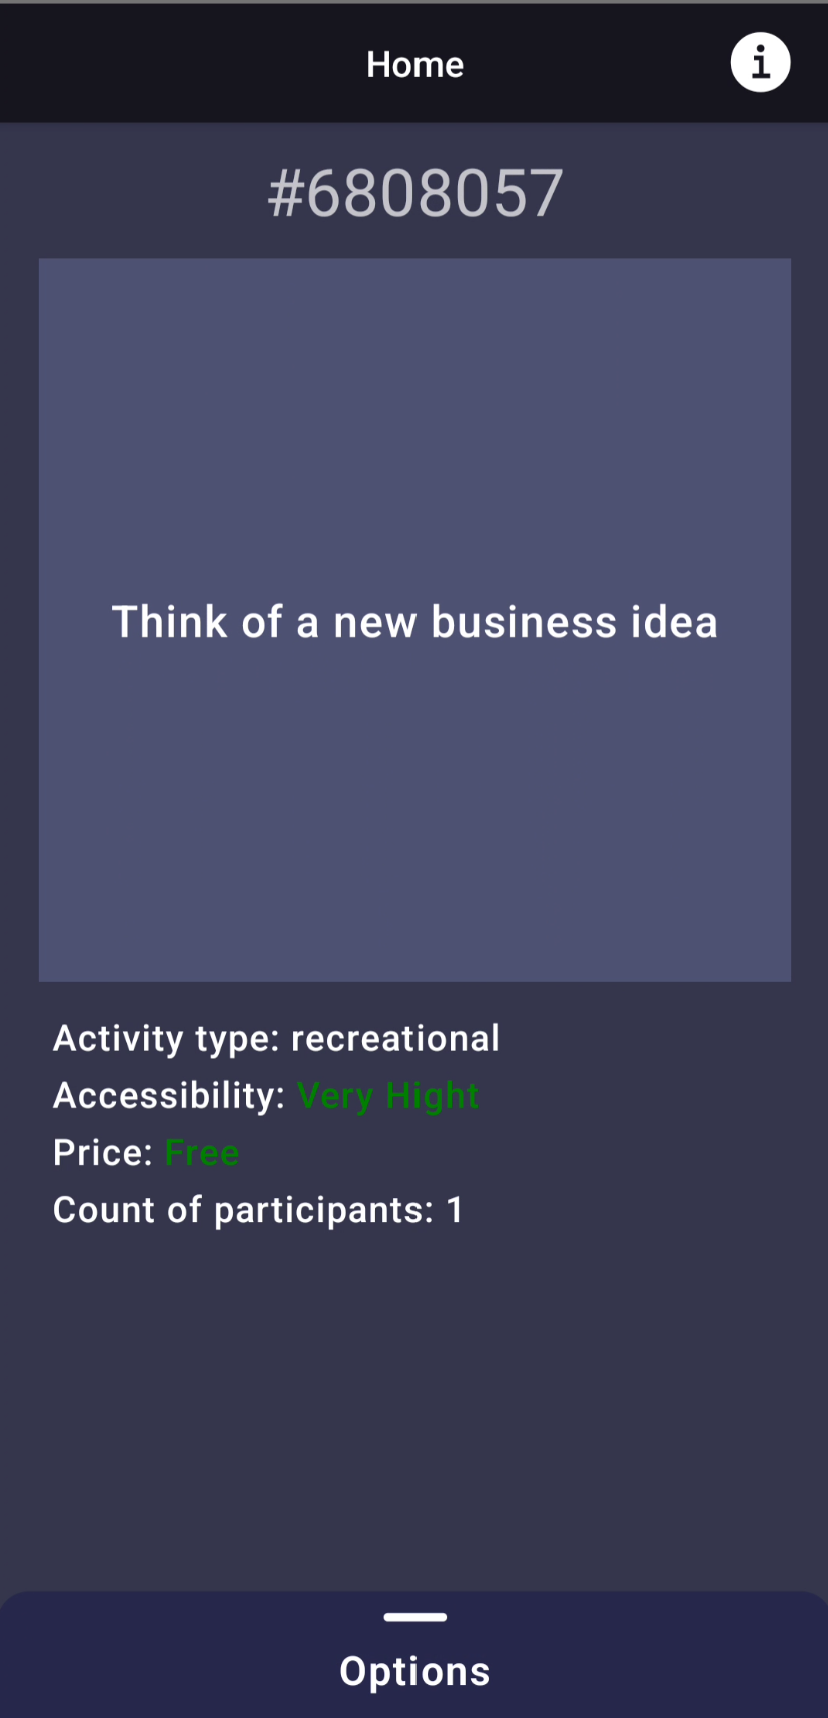 Home
#6808057
Think of a new business idea
Activity type: recreational
Accessibility: Very Hight
Price: Free
Count of participants: 1
Options